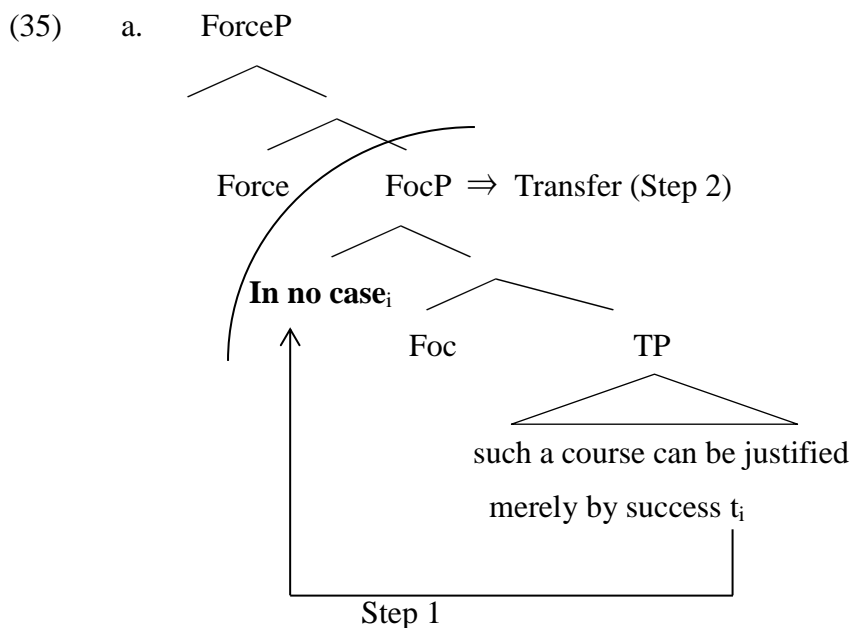 (35) a. ForceP
Force FocP ⇒ Transfer (Step 2)
In no caseᵢ
Foc TP
such a course can be justified
merely by success tᵢ
Step 1